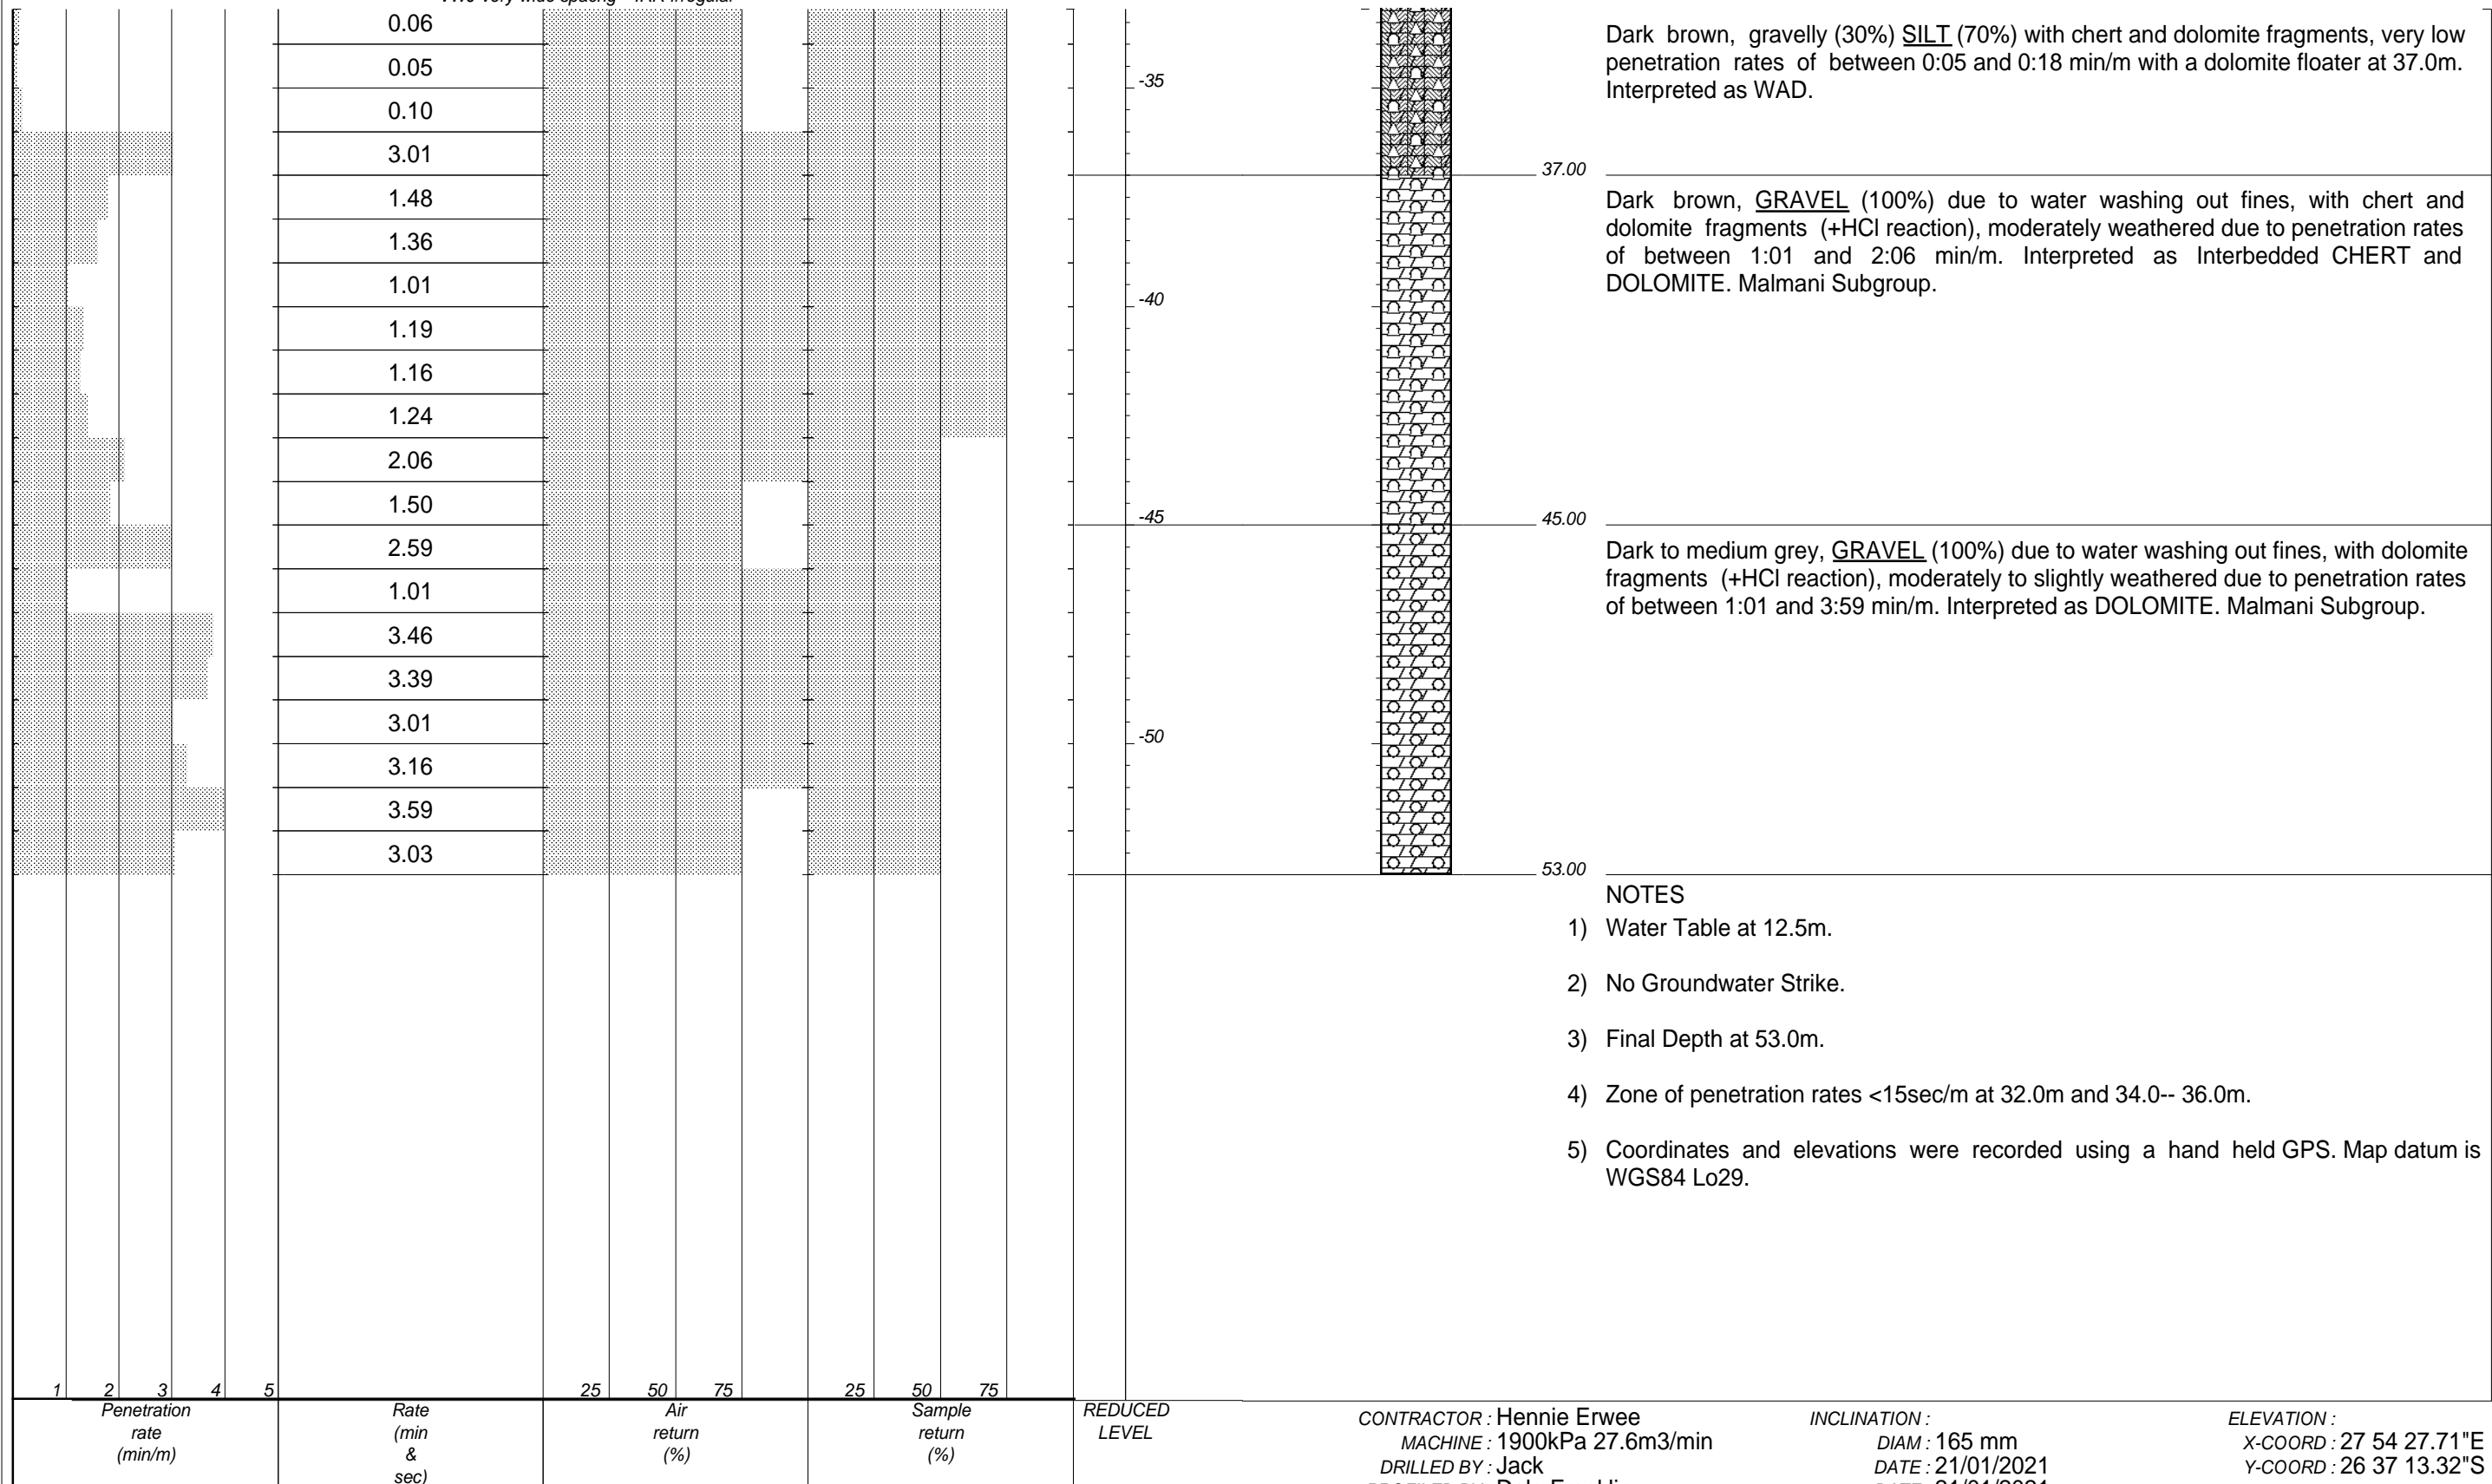 0.06
0.05
0.10
3.01
1.48
1.36
1.01
1.19
1.16
1.24
2.06
1.50
2.59
1.01
3.46
3.39
3.01
3.16
3.59
3.03
-35
-40
-45
-50
37.00
45.00
53.00
Dark brown, gravelly (30%) SILT (70%) with chert and dolomite fragments, very low
penetration rates of between 0:05 and 0:18 min/m with a dolomite floater at 37.0m.
Interpreted as WAD.
Dark brown, GRAVEL (100%) due to water washing out fines, with chert and
dolomite fragments (+HCl reaction), moderately weathered due to penetration rates
of between 1:01 and 2:06 min/m. Interpreted as Interbedded CHERT and
DOLOMITE. Malmani Subgroup.
Dark to medium grey, GRAVEL (100%) due to water washing out fines, with dolomite
fragments (+HCl reaction), moderately to slightly weathered due to penetration rates
of between 1:01 and 3:59 min/m. Interpreted as DOLOMITE. Malmani Subgroup.
NOTES
1) Water Table at 12.5m.
2) No Groundwater Strike.
3) Final Depth at 53.0m.
4) Zone of penetration rates <15sec/m at 32.0m and 34.0-- 36.0m.
5) Coordinates and elevations were recorded using a hand held GPS. Map datum is
WGS84 Lo29.
1 2 3 4 5 25 50 75 25 50 75
Penetration
rate
(min/m)
Rate
(min
&
sec)
Air
return
(%)
Sample
return
(%)
REDUCED
LEVEL
CONTRACTOR : Hennie Erwee
MACHINE : 1900kPa 27.6m3/min
DRILLED BY : Jack
INCLINATION :
DIAM : 165 mm
DATE : 21/01/2021
ELEVATION :
X-COORD : 27 54 27.71"E
Y-COORD : 26 37 13.32"S